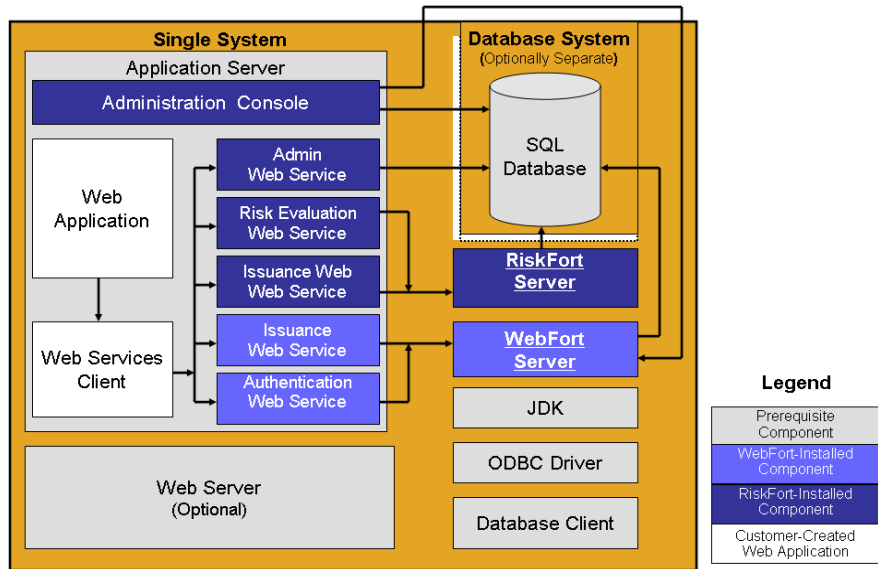 Single System
Application Server
Administration Console
Web
Application
Web Services
Client
Admin
Web Service
Risk Evaluation
Web Service
Issuance Web
Web Service
Issuance
Web Service
Authentication
Web Service
Web Server
(Optional)
Database System
(Optionally Separate)
SQL
Database
RiskFort
Server
WebFort
Server
JDK
ODBC Driver
Database Client
Legend
Prerequisite
Component
WebFort-Installed
Component
RiskFort-Installed
Component
Customer-Created
Web Application